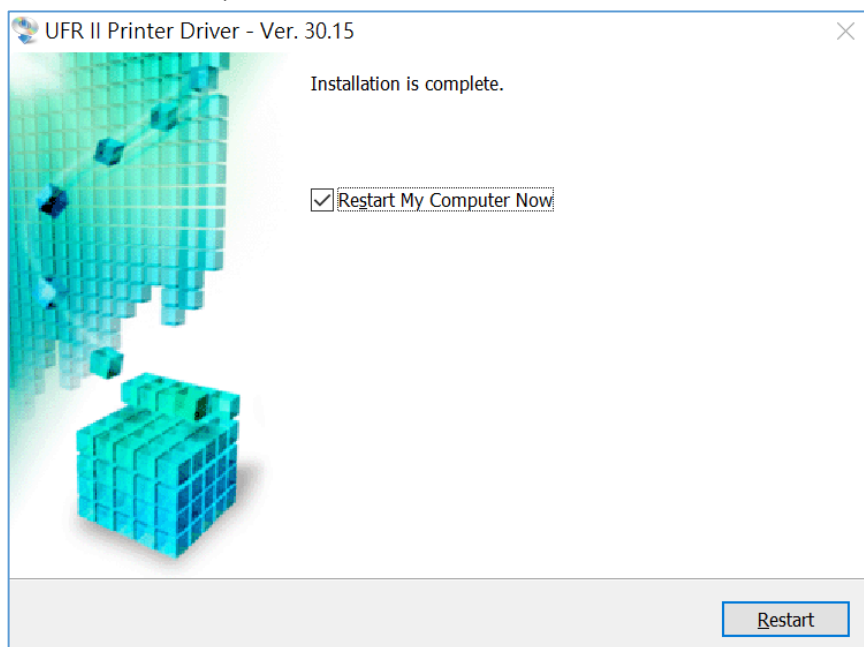 UFR II Printer Driver - Ver. 30.15
Installation is complete.
Restart My Computer Now
Restart